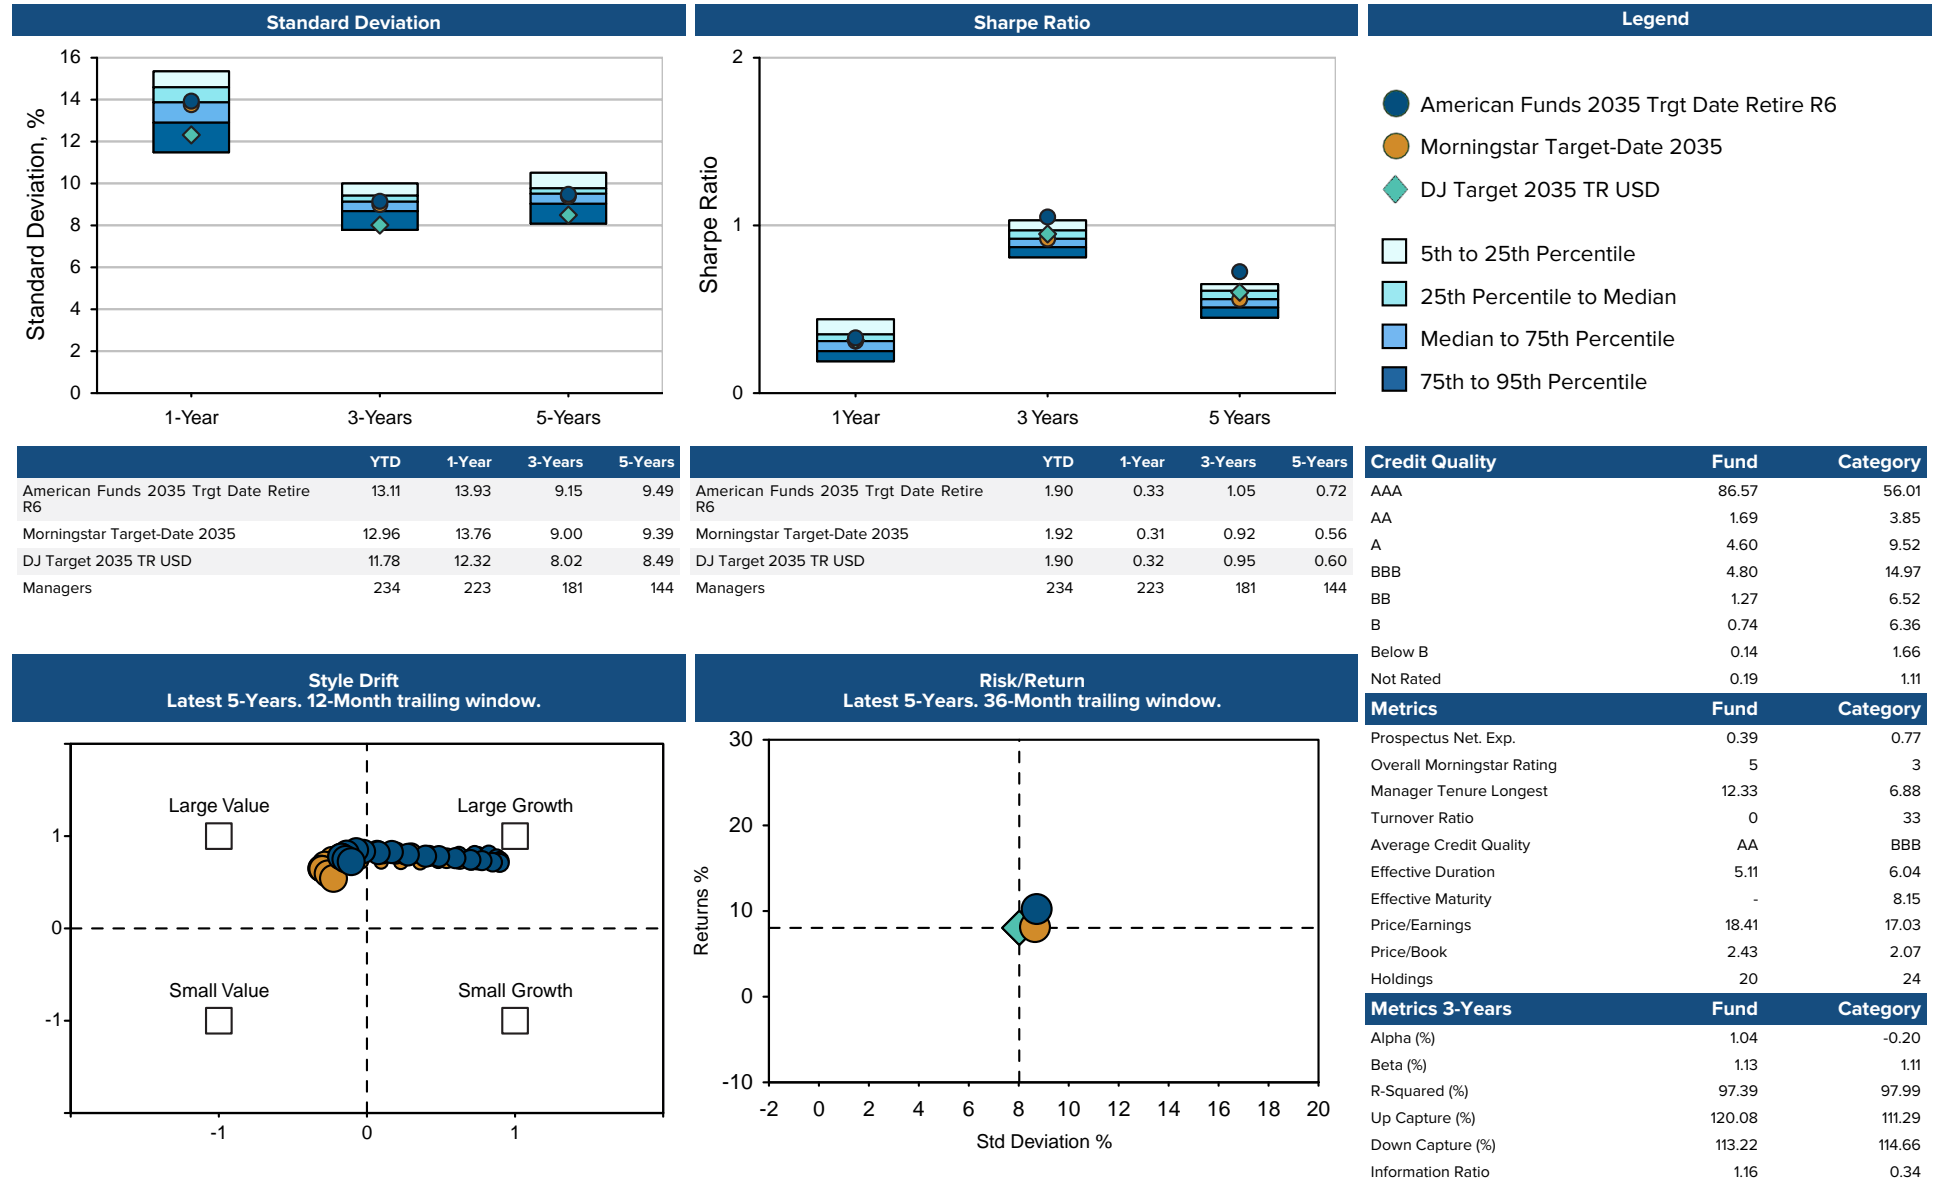 Standard Deviation
16
14
12
10
8
6
4
2
0
Standard Deviation, %
1-Year 3-Years 5-Years
Sharpe Ratio
2
1
0
Sharpe Ratio
1Year 3 Years 5 Years
Legend
American Funds 2035 Trgt Date Retire R6
Morningstar Target-Date 2035
DJ Target 2035 TR USD
5th to 25th Percentile
25th Percentile to Median
Median to 75th Percentile
75th to 95th Percentile
YTD 1-Year 3-Years 5-Years
American Funds 2035 Trgt Date Retire 13.11 13.93 9.15 9.49
R6
Morningstar Target-Date 2035 12.96 13.76 9.00 9.39
DJ Target 2035 TR USD 11.78 12.32 8.02 8.49
Managers 234 223 181 144
YTD 1-Year 3-Years 5-Years
American Funds 2035 Trgt Date Retire 1.90 0.33 1.05 0.72
R6
Morningstar Target-Date 2035 1.92 0.31 0.92 0.56
DJ Target 2035 TR USD 1.90 0.32 0.95 0.60
Managers 234 223 181 144
Credit Quality Fund Category
AAA 86.57 56.01
AA 1.69 3.85
A 4.60 9.52
BBB 4.80 14.97
BB 1.27 6.52
B 0.74 6.36
Below B 0.14 1.66
Not Rated 0.19 1.11
Metrics Fund Category
Prospectus Net. Exp. 0.39 0.77
Overall Morningstar Rating 5 3
Manager Tenure Longest 12.33 6.88
Turnover Ratio 0 33
Average Credit Quality AA BBB
Effective Duration 5.11 6.04
Effective Maturity - 8.15
Price/Earnings 18.41 17.03
Price/Book 2.43 2.07
Holdings 20 24
Metrics 3-Years Fund Category
Alpha (%) 1.04 -0.20
Beta (%) 1.13 1.11
R-Squared (%) 97.39 97.99
Up Capture (%) 120.08 111.29
Down Capture (%) 113.22 114.66
Information Ratio 1.16 0.34
Style Drift
Latest 5-Years. 12-Month trailing window.
Large Value Large Growth
1
0
Small Value Small Growth
-1
-1 0 1
Risk/Return
Latest 5-Years. 36-Month trailing window.
30
20
10
0
-10
Returns %
-2 0 2 4 6 8 10 12 14 16 18 20
Std Deviation %